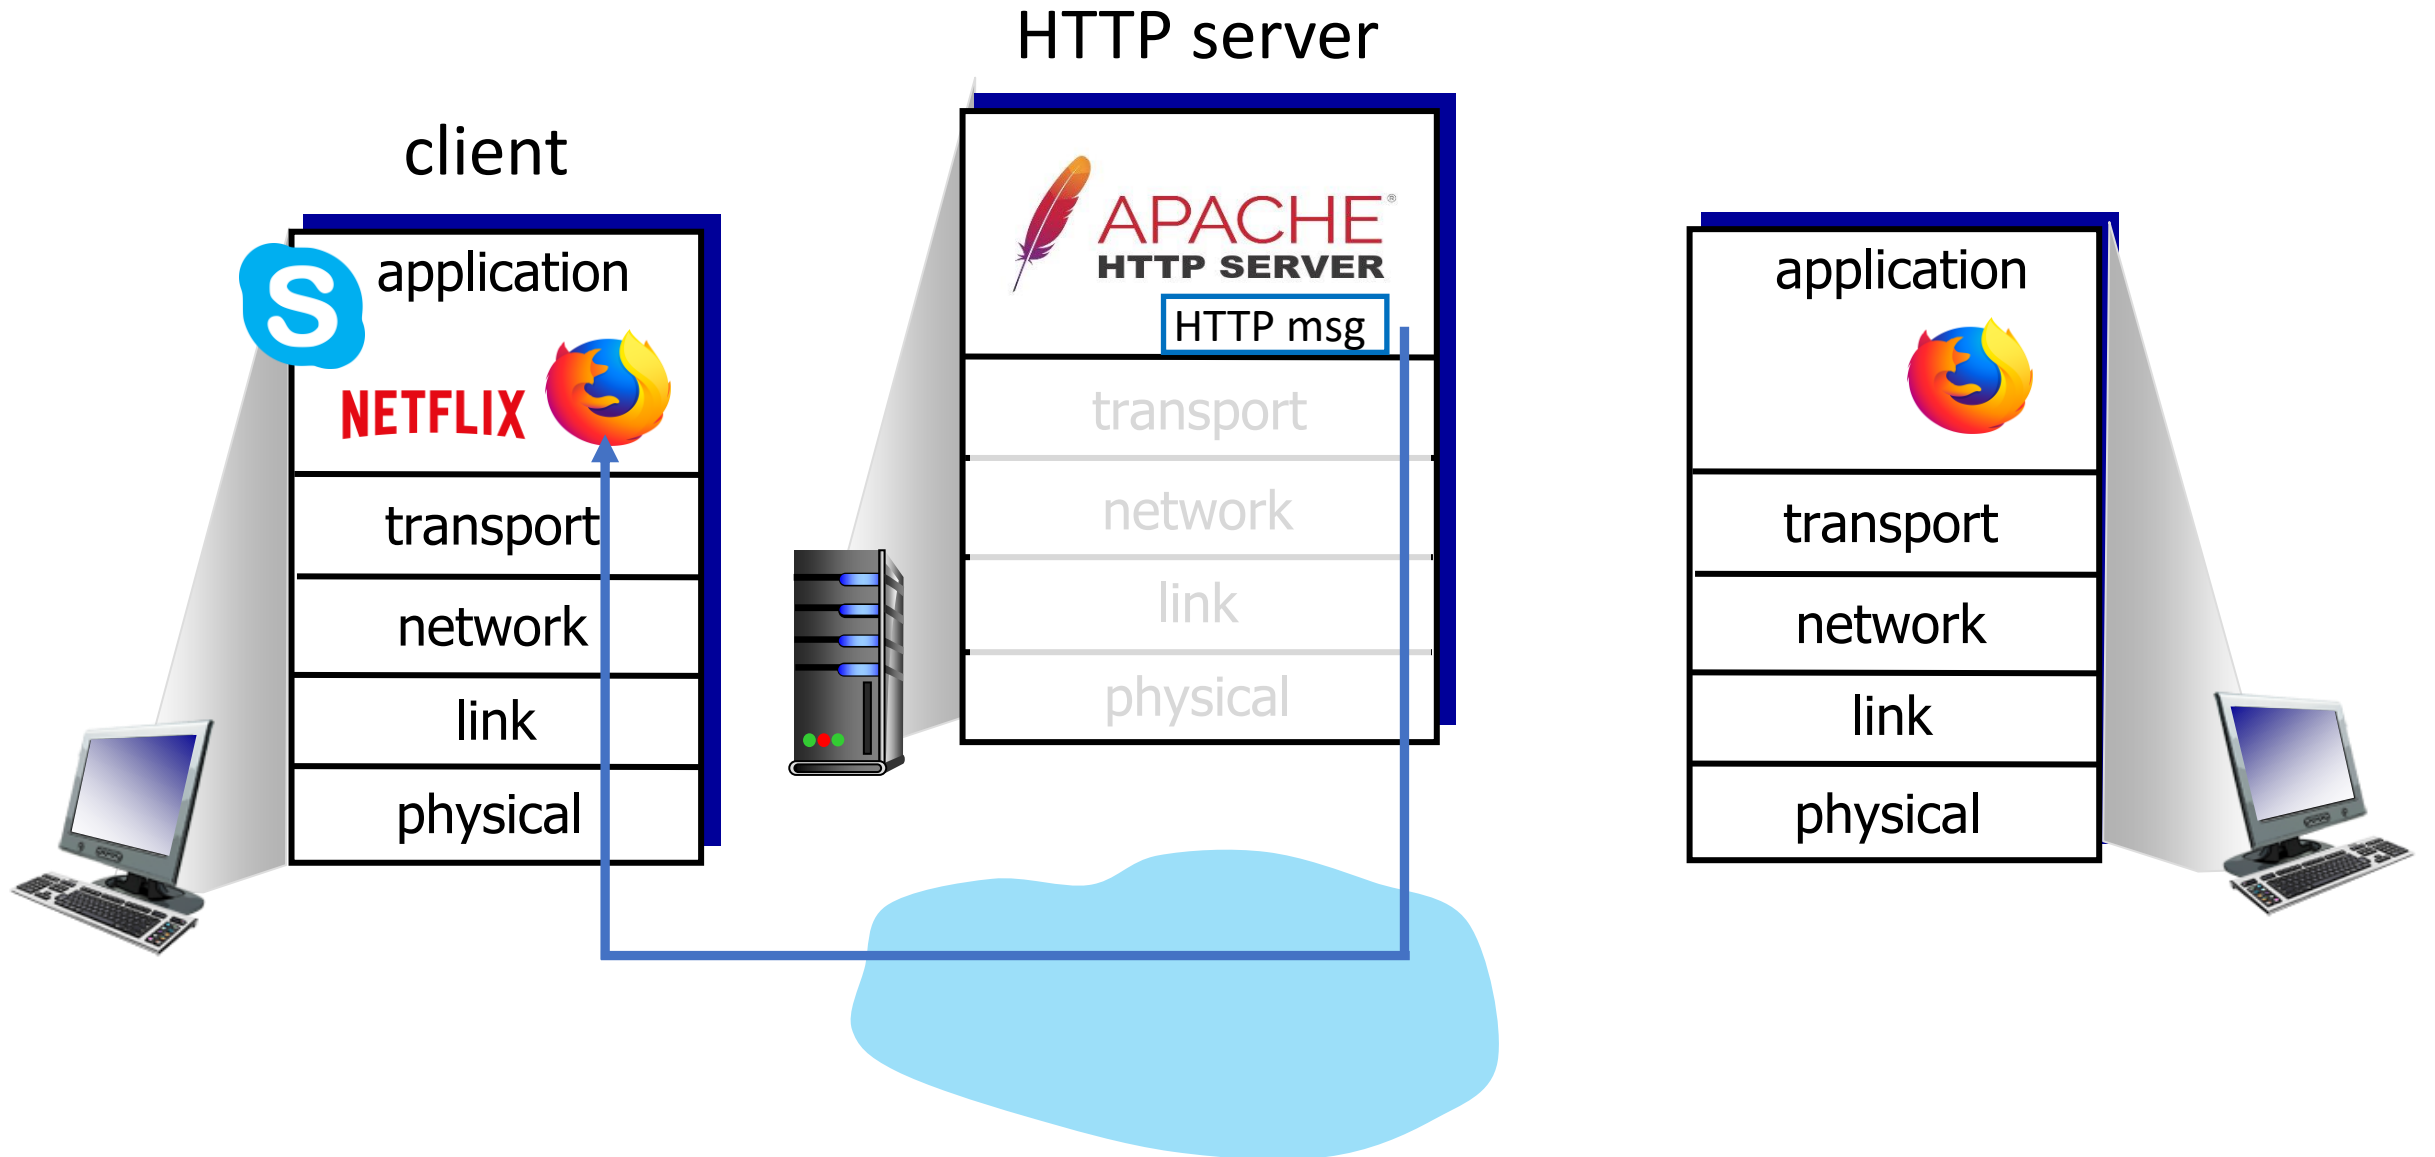 HTTP server
client
S
application
NETFLIX
transport
network
link
physical
APACHE®
HTTP SERVER
HTTP msg
transport
network
link
physical
application
transport
network
link
physical